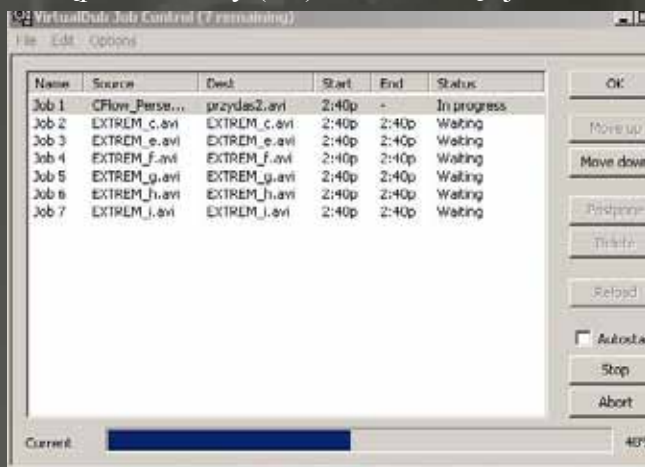 VirtualDub Job Control (7 remaining)
File Edit Options
Name Source Dest Start End Status
Job 1 CFlow_Perse... przydas2.avi 2:40p - In progress
Job 2 EXTREM_c.avi EXTREM_c.avi 2:40p 2:40p Waiting
Job 3 EXTREM_e.avi EXTREM_e.avi 2:40p 2:40p Waiting
Job 4 EXTREM_f.avi EXTREM_f.avi 2:40p 2:40p Waiting
Job 5 EXTREM_g.avi EXTREM_g.avi 2:40p 2:40p Waiting
Job 6 EXTREM_h.avi EXTREM_h.avi 2:40p 2:40p Waiting
Job 7 EXTREM_i.avi EXTREM_i.avi 2:40p 2:40p Waiting
OK
Move up
Move down
Postpone
Delete
Reload
Autosta
Stop
Abort
Current 40%